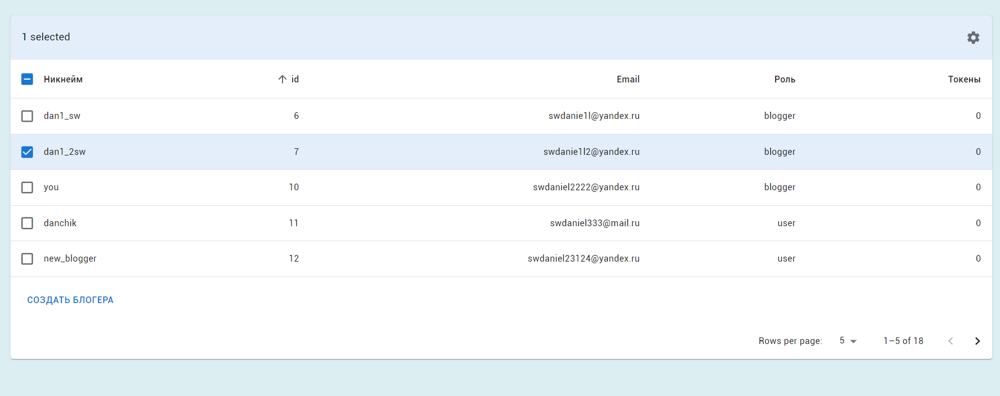 1 selected
Никнейм id Email Роль Токены
dan1_sw 6 swdanie1l@yandex.ru blogger 0
dan1_2sw 7 swdanie1l2@yandex.ru blogger 0
you 10 swdaniel2222@yandex.ru blogger 0
danchik 11 swdaniel333@mail.ru user 0
new_blogger 12 swdaniel23124@yandex.ru user 0
СОЗДАТЬ БЛОГЕРА
Rows per page: 5 1–5 of 18